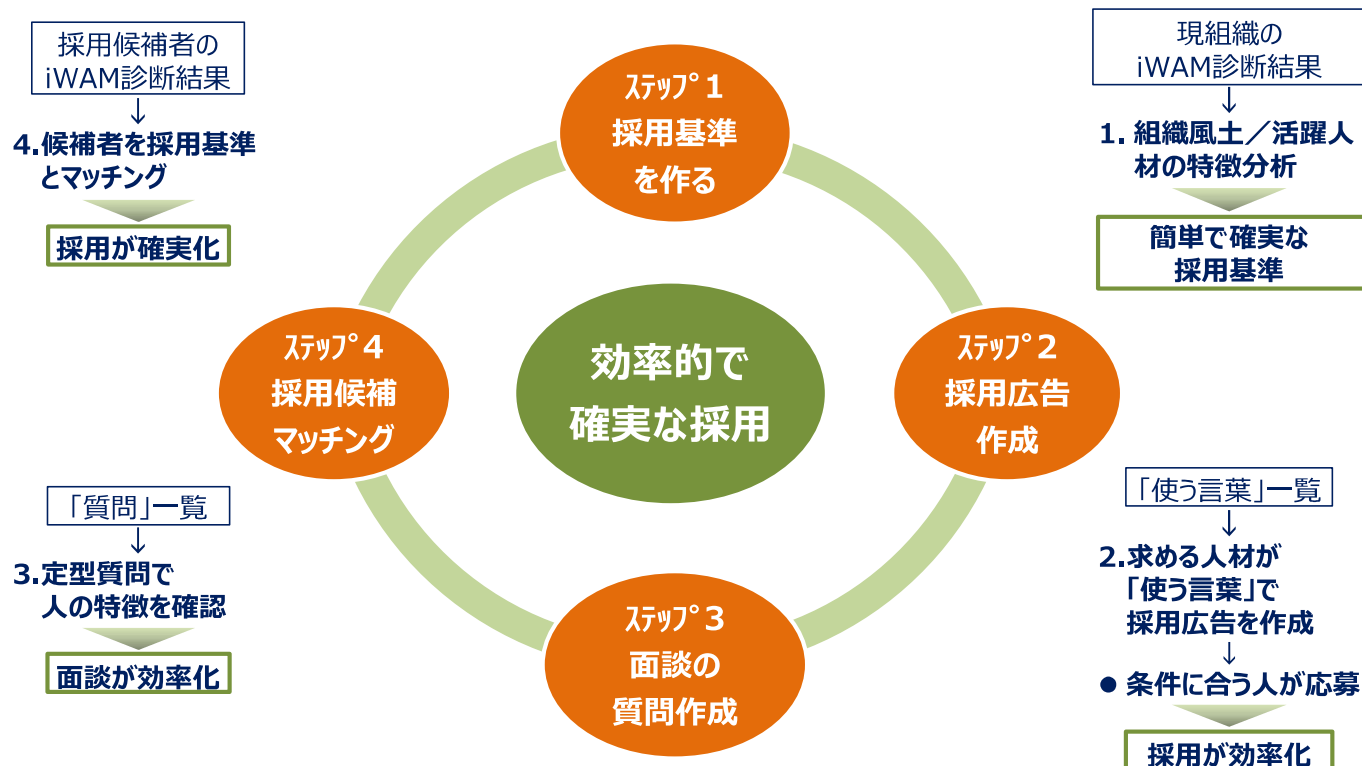 採用候補者の
iWAM診断結果
↓
4.候補者を採用基準
とマッチング
採用が確実化
ｽﾃｯﾌﾟ1
採用基準
を作る
現組織の
iWAM診断結果
↓
1. 組織風土／活躍人
材の特徴分析
簡単で確実な
採用基準
ｽﾃｯﾌﾟ4
採用候補
マッチング
効率的で
確実な採用
ｽﾃｯﾌﾟ2
採用広告
作成
「質問」一覧
↓
3.定型質問で
人の特徴を確認
面談が効率化
ｽﾃｯﾌﾟ3
面談の
質問作成
「使う言葉」一覧
↓
2.求める人材が
「使う言葉」で
採用広告を作成
↓
● 条件に合う人が応募
採用が効率化